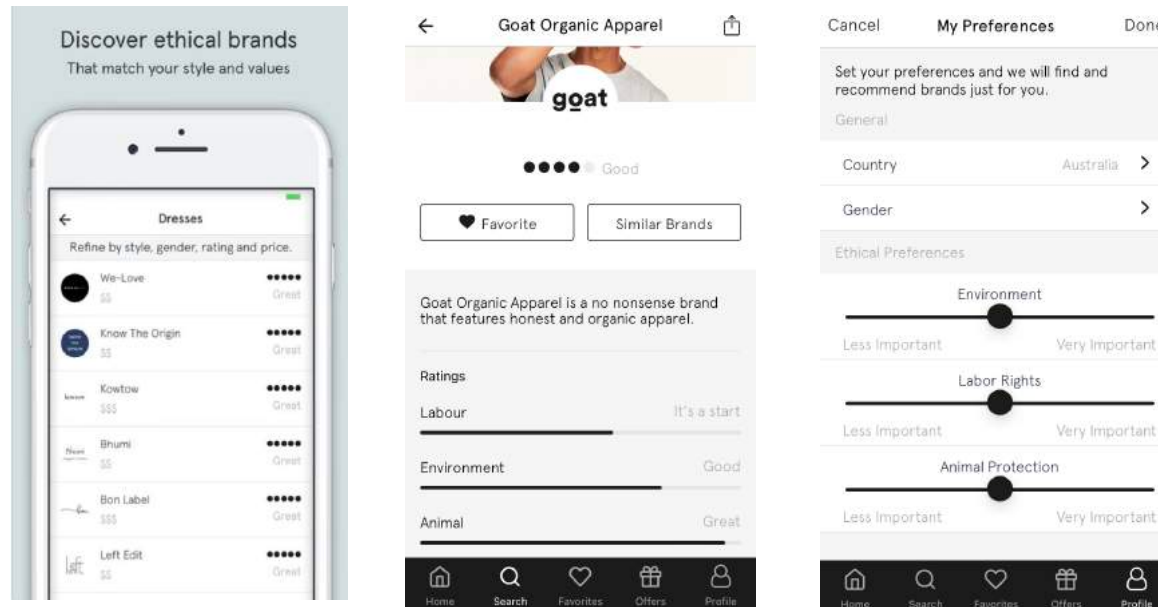 Discover ethical brands
That match your style and values
Dresses
Refine by style, gender, rating and price.
We-Love
$$
Great
Know The Origin
$$
Great
Kowtow
$$$
Great
Bhumi
$$
Great
Bon Label
$$$
Great
Left Edit
$$
Great
left
Goat Organic Apparel
goat
Good
Favorite
Similar Brands
Goat Organic Apparel is a no nonsense brand
that features honest and organic apparel.
Ratings
Labour It's a start
Environment Good
Animal Great
Home Search Favorites Offers Profile
Cancel My Preferences Done
Set your preferences and we will find and
recommend brands just for you.
General
Country Australia
Gender
Ethical Preferences
Environment
Less Important Very Important
Labor Rights
Less Important Very Important
Animal Protection
Less Important Very Important
Home Search Favorites Offers Profile